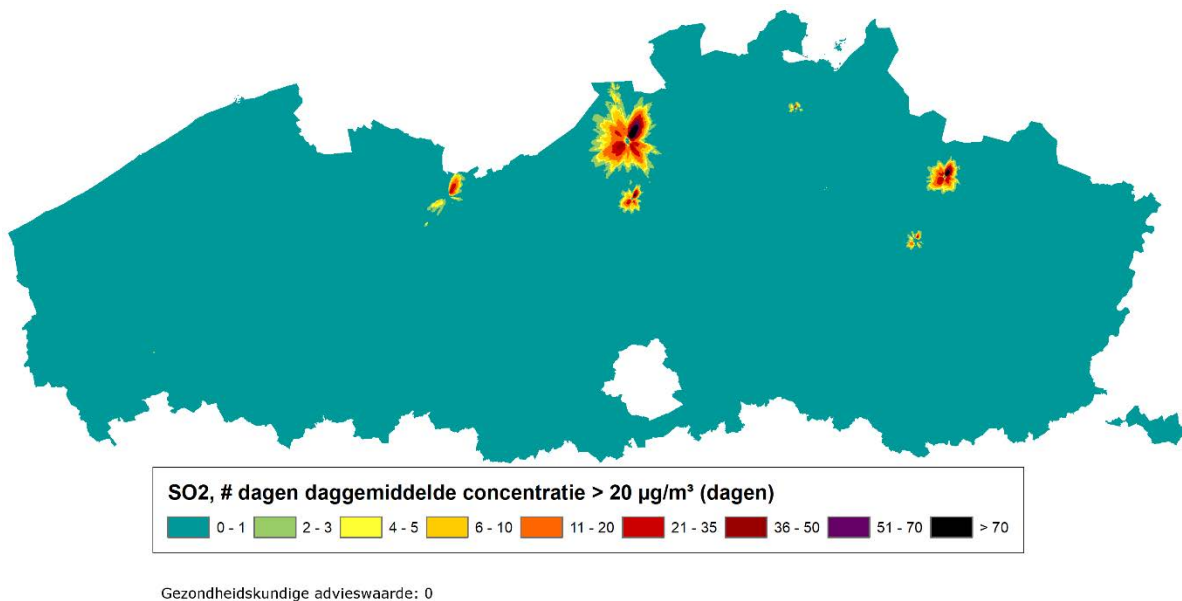 SO2, # dagen daggemiddelde concentratie > 20 µg/m³ (dagen)
0 - 1 2 - 3 4 - 5 6 - 10 11 - 20 21 - 35 36 - 50 51 - 70 > 70
Gezondheidskundige advieswaarde: 0